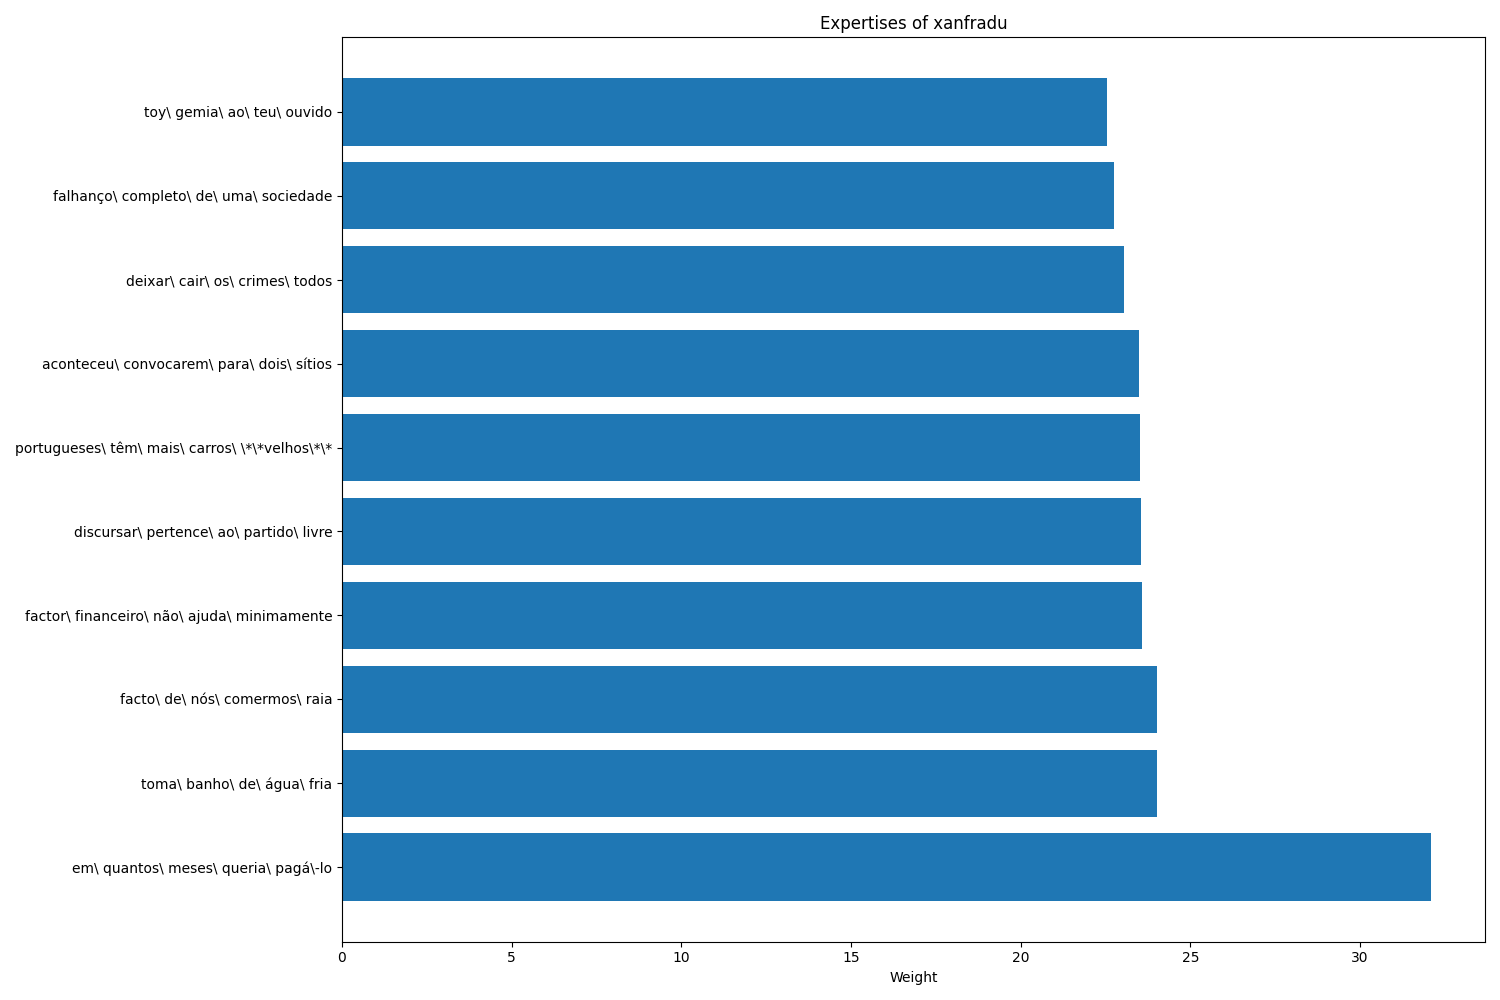 Expertises of xanfradu
toy\ gemia\ ao\ teu\ ouvido
falhanço\ completo\ de\ uma\ sociedade
deixar\ cair\ os\ crimes\ todos
aconteceu\ convocarem\ para\ dois\ sítios
portugueses\ têm\ mais\ carros\ \*\*velhos\*\*
discursar\ pertence\ ao\ partido\ livre
factor\ financeiro\ não\ ajuda\ minimamente
facto\ de\ nós\ comermos\ raia
toma\ banho\ de\ água\ fria
em\ quantos\ meses\ queria\ pagá\-lo
0 5 10 15 20 25 30
Weight